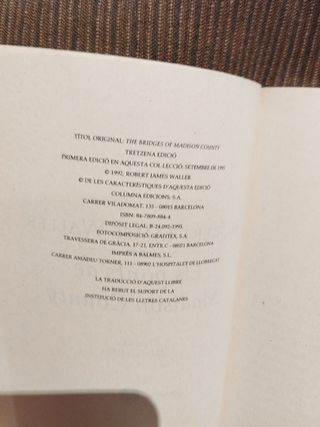 TÍTOL ORIGINAL: THE BRIDGES OF MADISON COUNTY
TRETZENA EDICIÓ
PRIMERA EDICIÓ EN AQUESTA COL·LECCIÓ: SETEMBRE DE 1995
© 1992, ROBERT JAMES WALLER
© DE LES CARACTERÍSTIQUES D'AQUESTA EDICIÓ
COLUMNA EDICIONS, S.A.
CARRER VILADOMAT, 135 - 08015 BARCELONA
ISBN: 84-7809-884-4
DIPÒSIT LEGAL: B-24.092-1995
FOTOCOMPOSICIÓ: GRAFITEX, S.A.
TRAVESSERA DE GRÀCIA, 17-21, ENTR.C - 08021 BARCELONA
IMPRÈS A BALMES, S.L.
CARRER AMADEU TORNER, 111 - 08902 L'HOSPITALET DE LLOBREGAT
LA TRADUCCIÓ D'AQUEST LLIBRE
HA REBUT EL SUPORT DE LA
INSTITUCIÓ DE LES LLETRES CATALANES